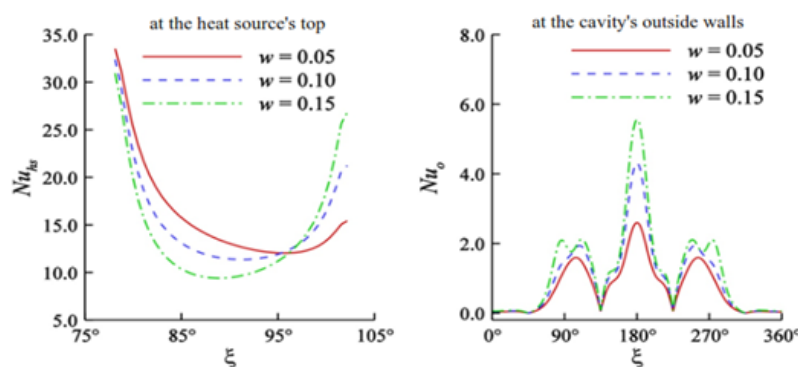 at the heat source's top
35.0
30.0
25.0
20.0
15.0
10.0
5.0
Nu_hs
w = 0.05
w = 0.10
w = 0.15
75° 85° 95° 105°
ξ
at the cavity's outside walls
8.0
6.0
4.0
2.0
0.0
Nu_o
w = 0.05
w = 0.10
w = 0.15
0° 90° 180° 270° 360°
ξ